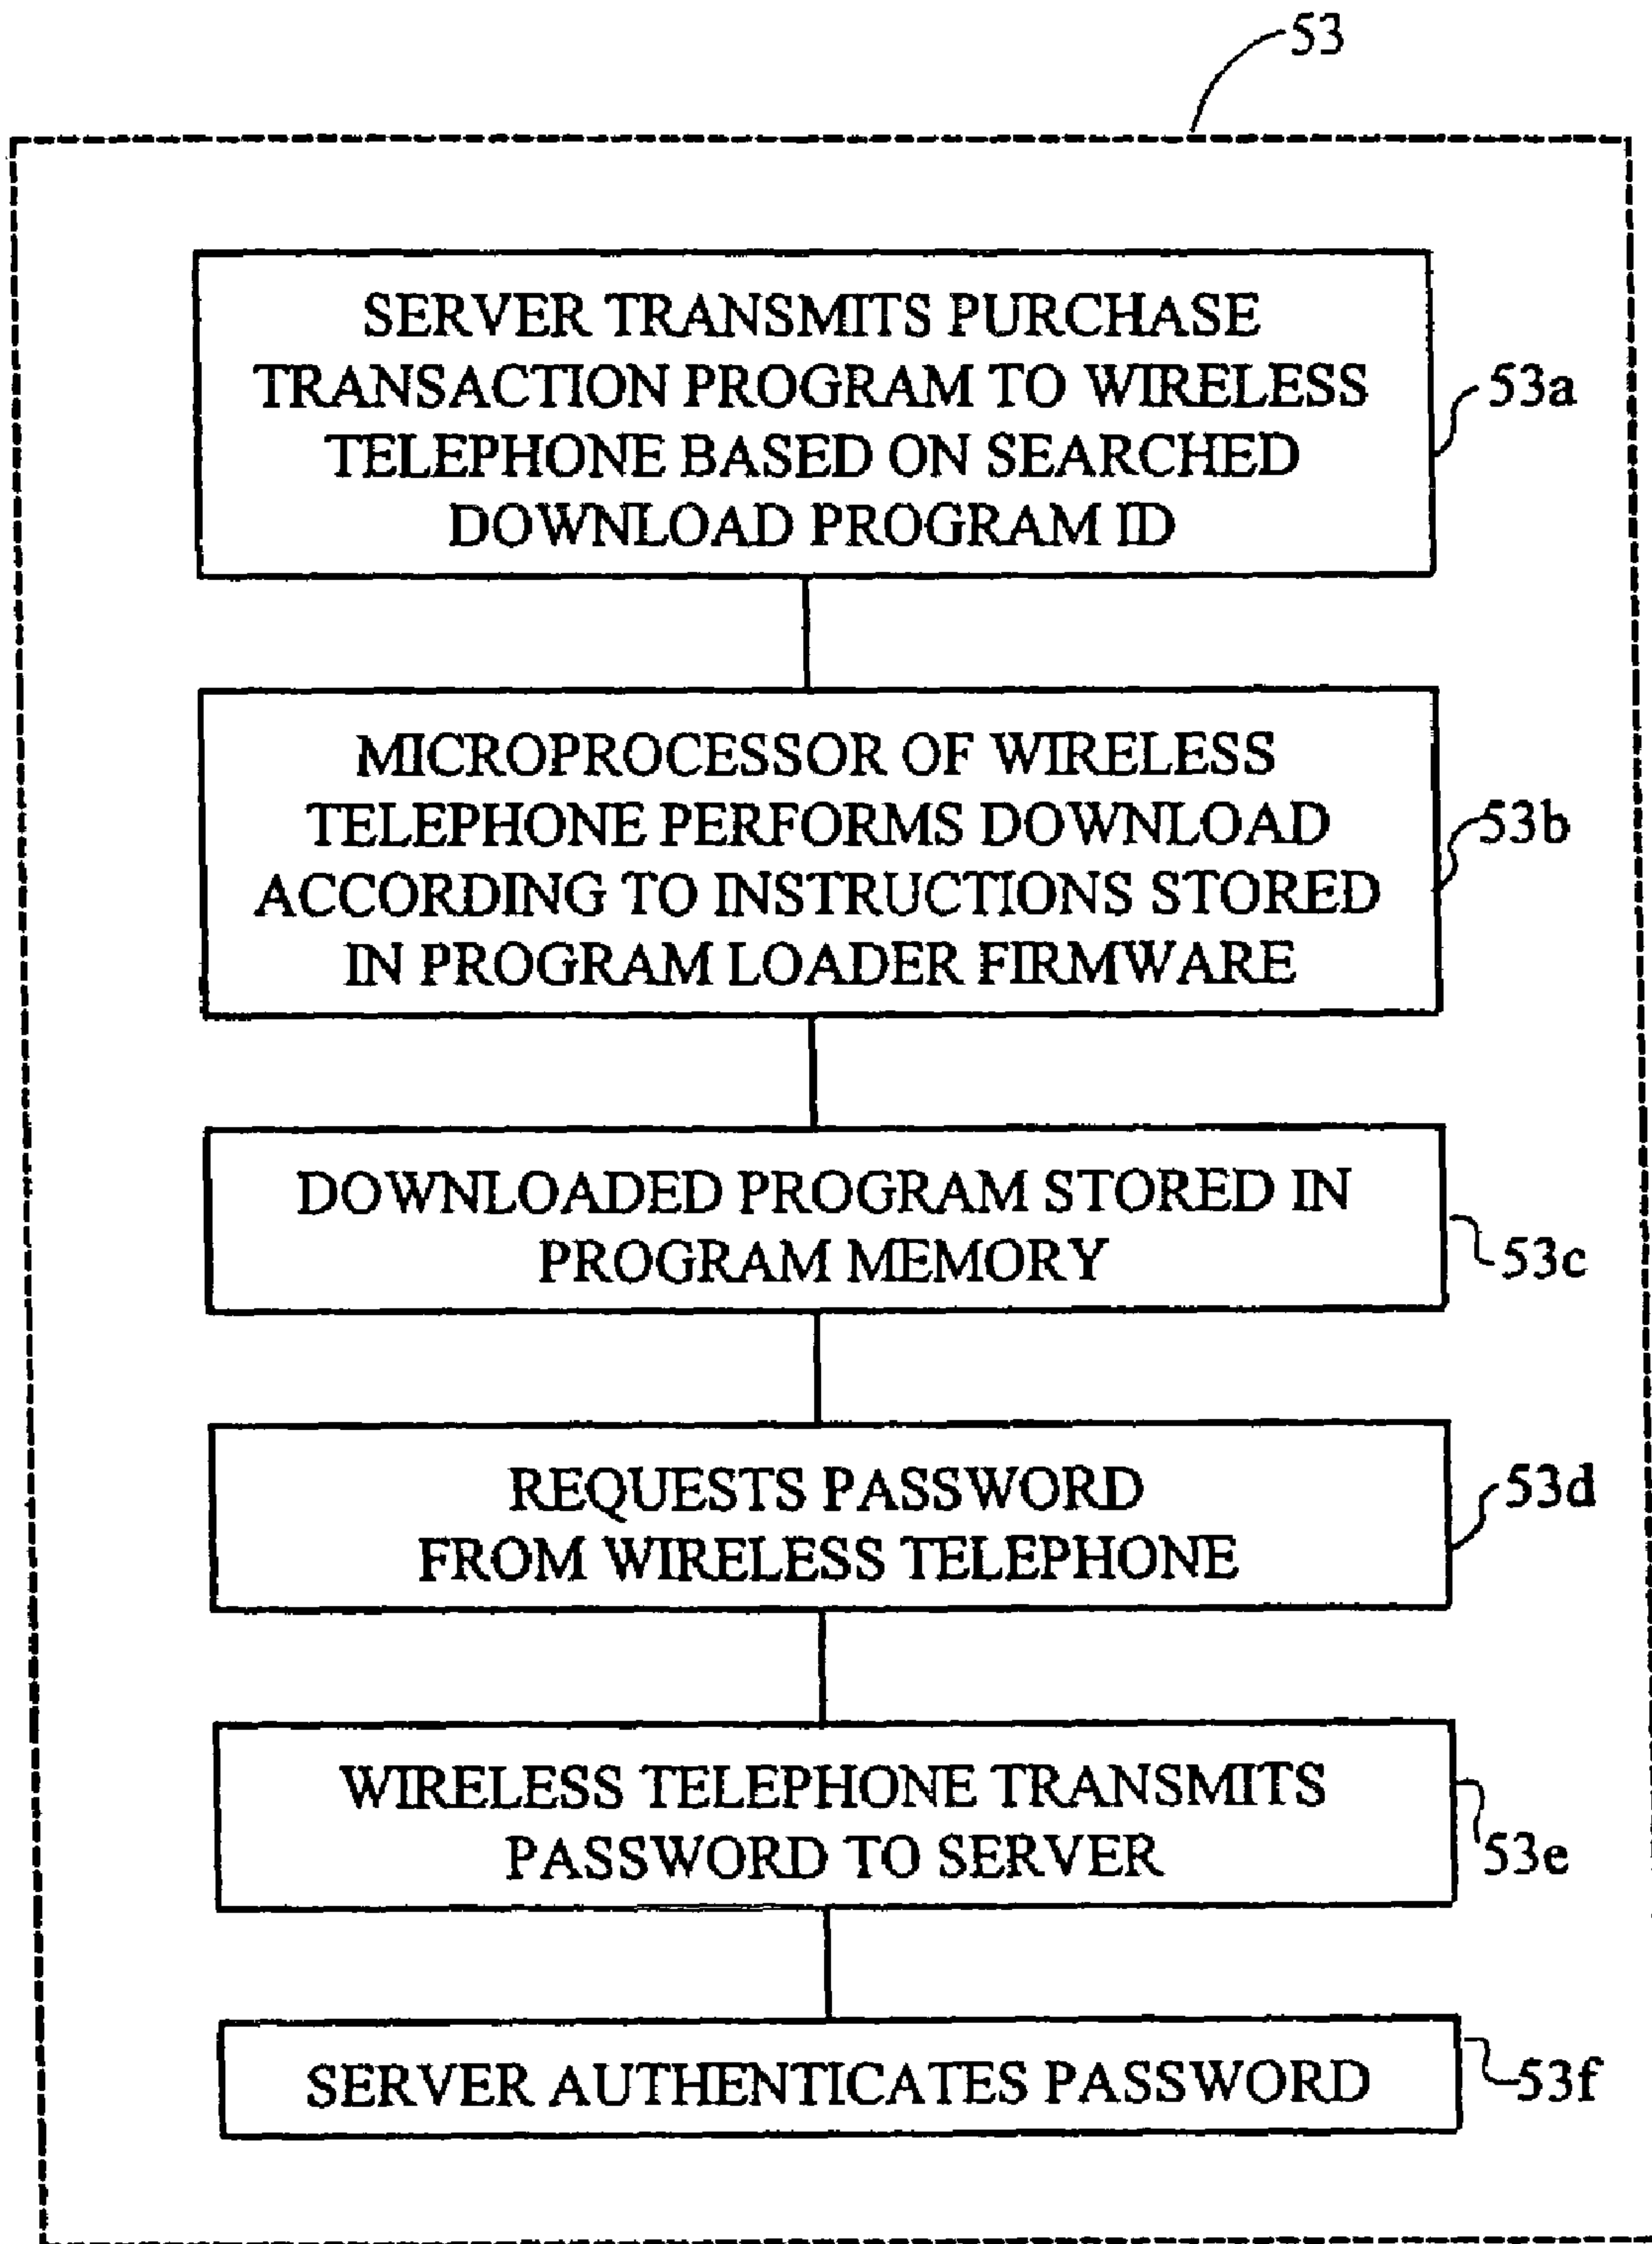 53
SERVER TRANSMITS PURCHASE
TRANSACTION PROGRAM TO WIRELESS
TELEPHONE BASED ON SEARCHED
DOWNLOAD PROGRAM ID
53a
MICROPROCESSOR OF WIRELESS
TELEPHONE PERFORMS DOWNLOAD
ACCORDING TO INSTRUCTIONS STORED
IN PROGRAM LOADER FIRMWARE
53b
DOWNLOADED PROGRAM STORED IN
PROGRAM MEMORY
53c
REQUESTS PASSWORD
FROM WIRELESS TELEPHONE
53d
WIRELESS TELEPHONE TRANSMITS
PASSWORD TO SERVER
53e
SERVER AUTHENTICATES PASSWORD
53f